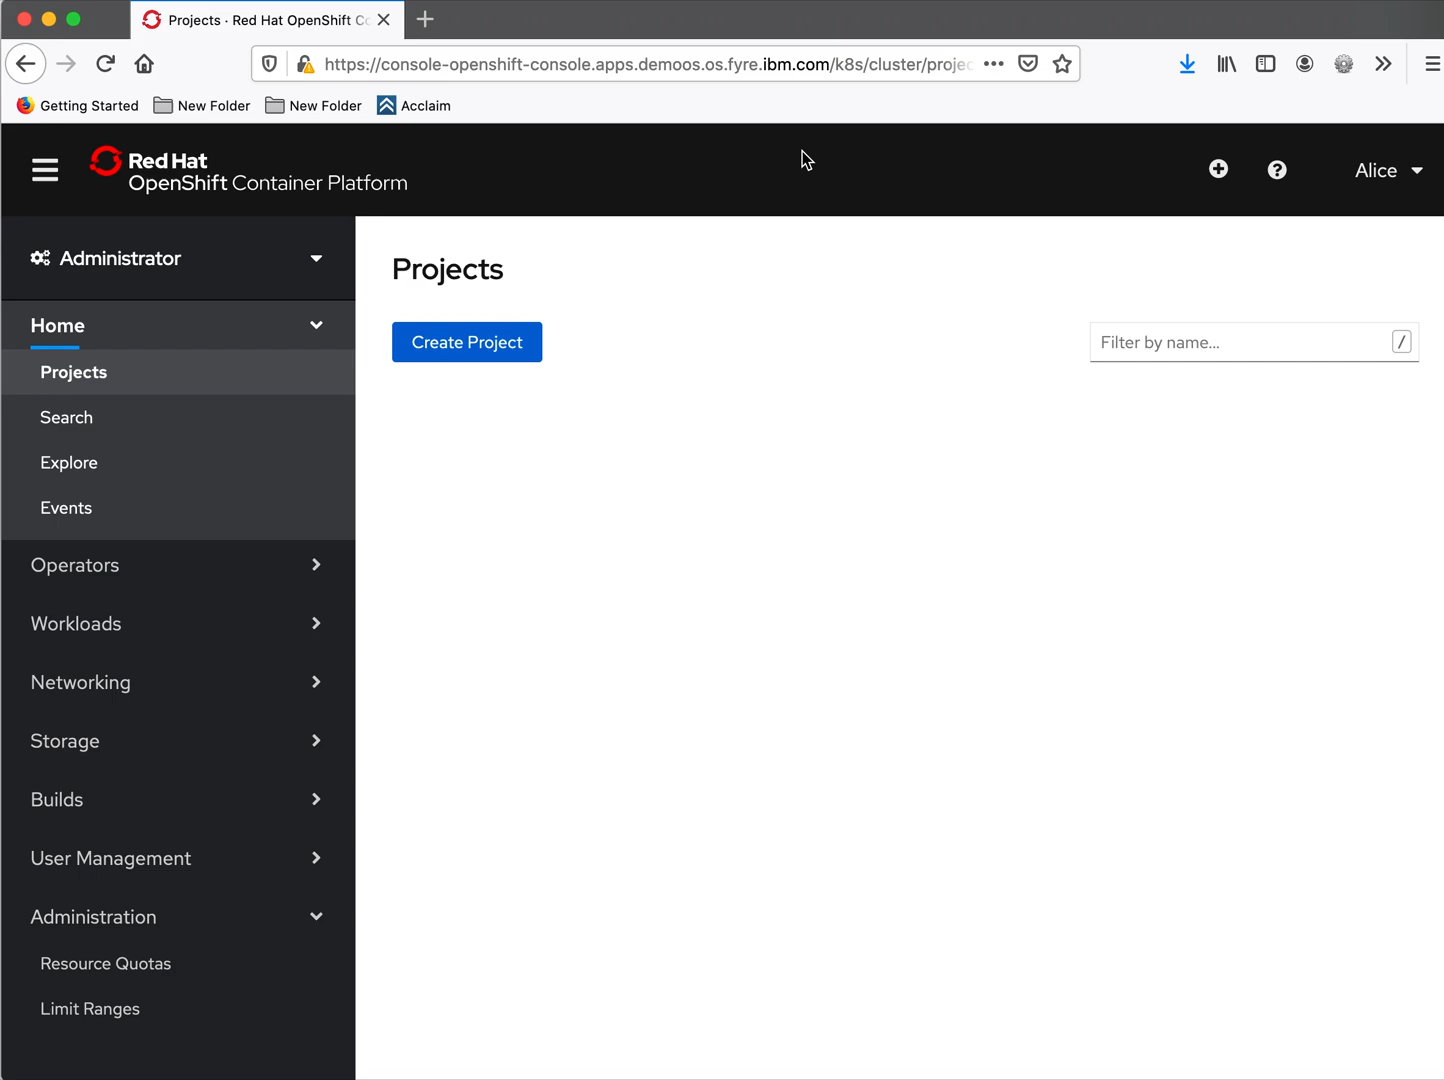 Projects · Red Hat OpenShift Co
https://console-openshift-console.apps.demoos.os.fyre.ibm.com/k8s/cluster/projec
Getting Started
New Folder
New Folder
Acclaim
Red Hat
OpenShift Container Platform
Alice
Administrator
Home
Projects
Search
Explore
Events
Operators
Workloads
Networking
Storage
Builds
User Management
Administration
Resource Quotas
Limit Ranges
Projects
Create Project
Filter by name...
/